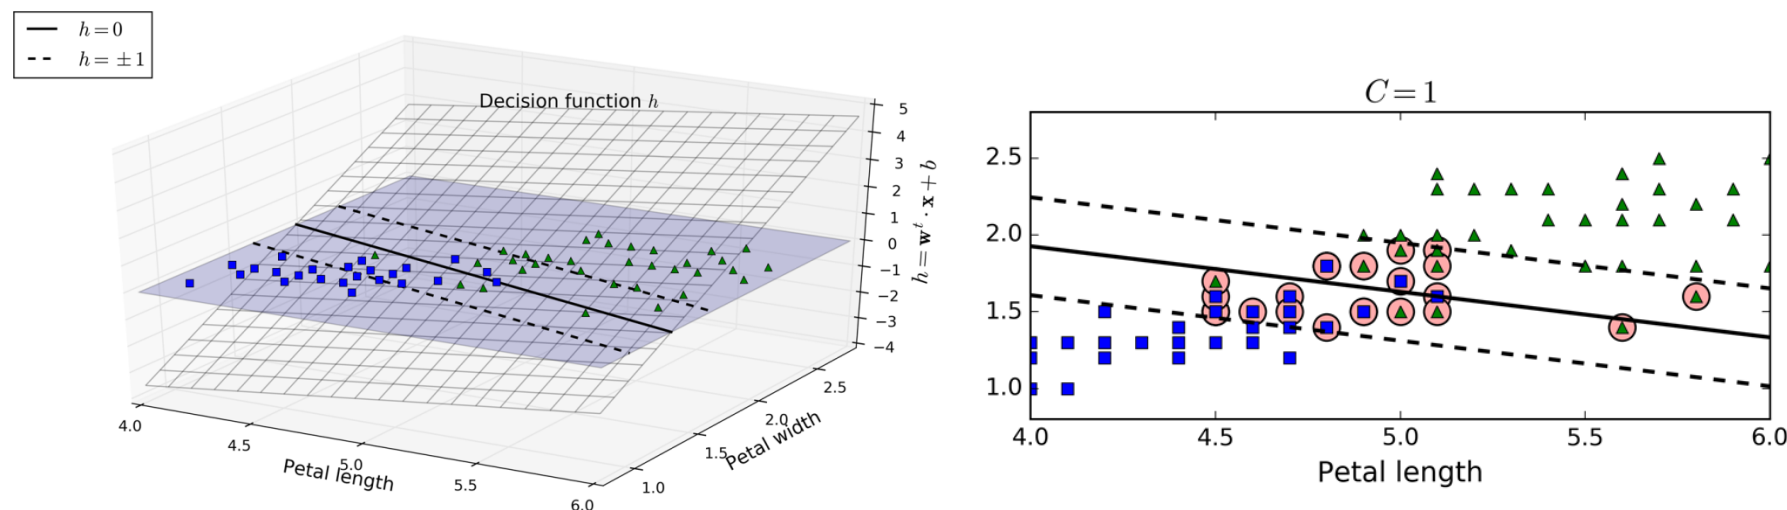 h = 0
h = ±1
Decision function h
5
4
3
2
1
0
−1
−2
−3
−4
h = w^t · x + b
4.0
4.5
5.0
5.5
6.0
Petal length
1.0
1.5
2.0
2.5
Petal width
C = 1
2.5
2.0
1.5
1.0
4.0 4.5 5.0 5.5 6.0
Petal length